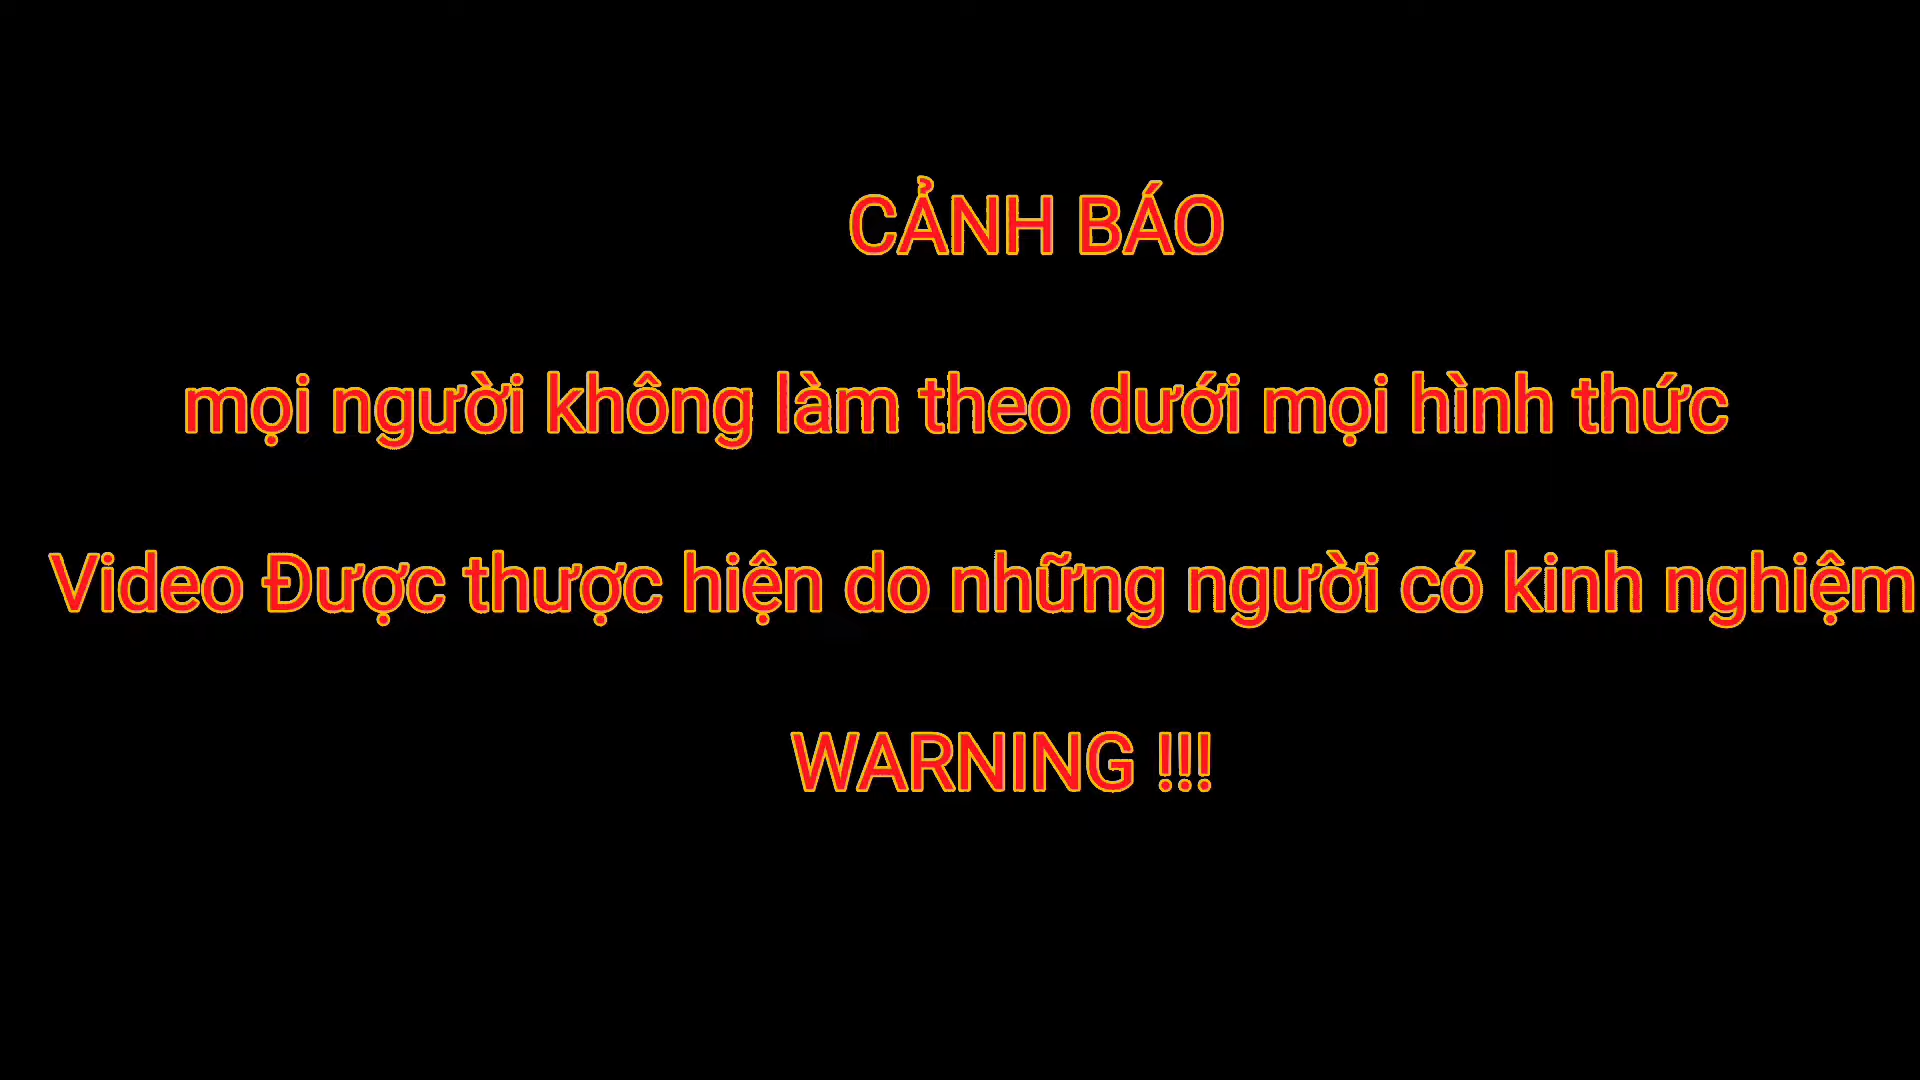 CẢNH BÁO
mọi người không làm theo dưới mọi hình thức
Video Được thược hiện do những người có kinh nghiệm
WARNING !!!